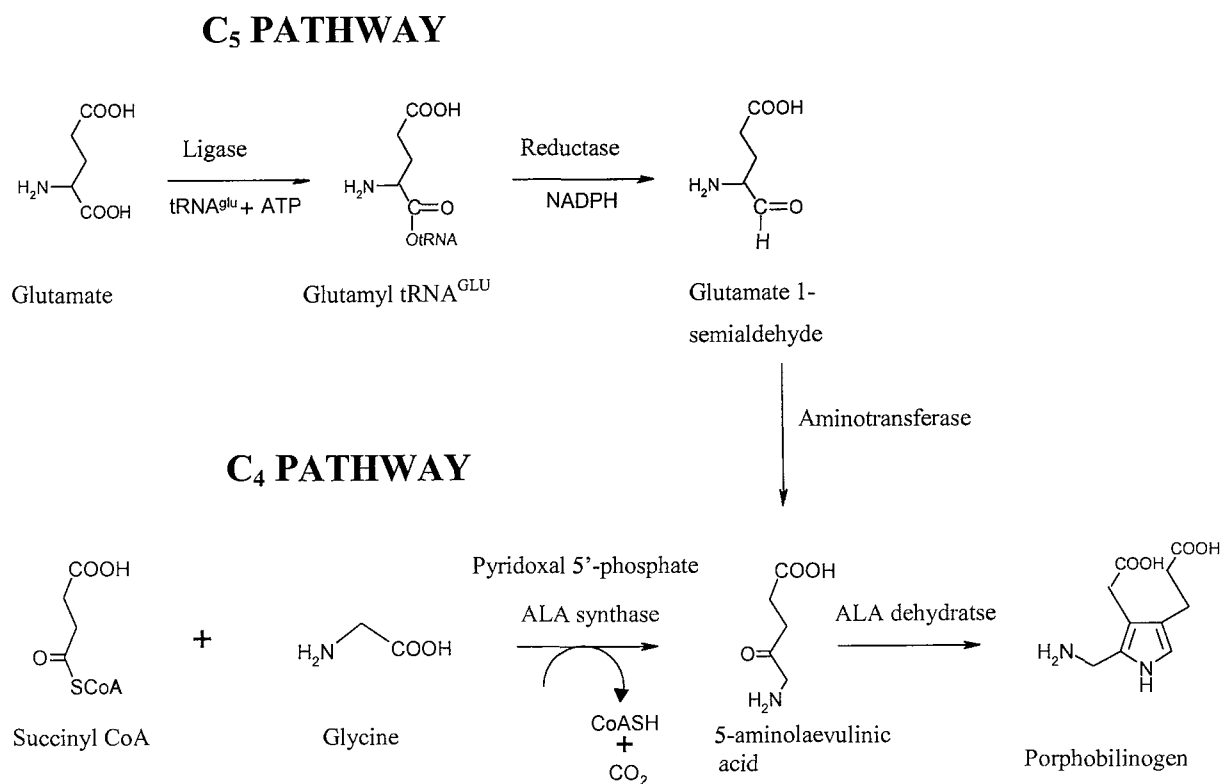 C₅ PATHWAY
COOH
H₂N
COOH
Glutamate
Ligase
tRNAᵍˡᵘ + ATP
COOH
H₂N
C=O
OtRNA
Glutamyl tRNAᴳᴸᵁ
Reductase
NADPH
COOH
H₂N
C=O
H
Glutamate 1-
semialdehyde
Aminotransferase
C₄ PATHWAY
COOH
O
SCoA
Succinyl CoA
+
H₂N
COOH
Glycine
Pyridoxal 5’-phosphate
ALA synthase
CoASH
+
CO₂
COOH
O
H₂N
5-aminolaevulinic
acid
ALA dehydratse
COOH
COOH
H₂N
N
H
Porphobilinogen